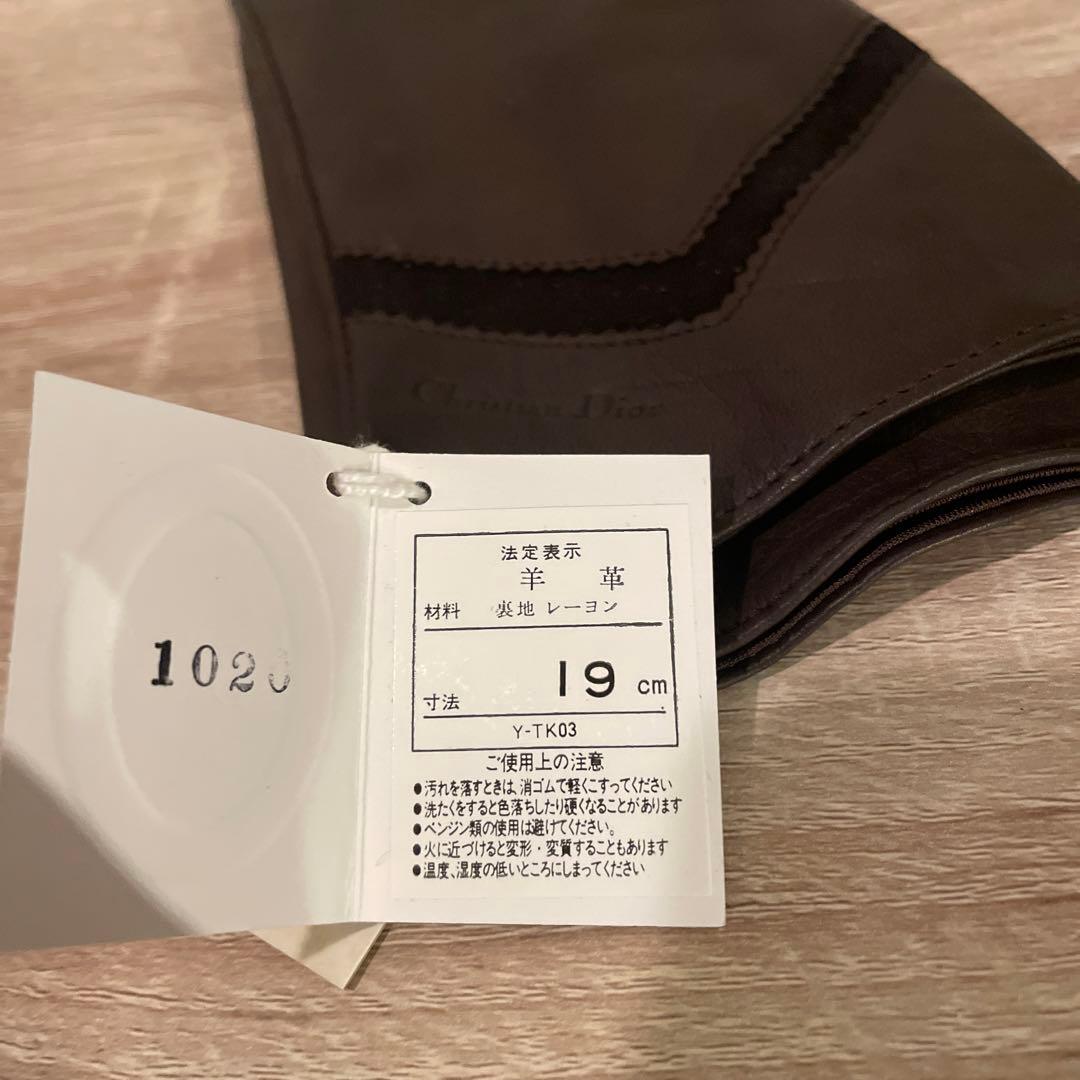 Christian Dior
1020
法定表示
羊 革
材料 裏地 レーヨン
寸法 19 cm
Y-TK03
ご使用上の注意
●汚れを落すときは、消ゴムで軽くこすってください
●洗たくをすると色落ちしたり硬くなることがあります
●ベンジン類の使用は避けてください。
●火に近づけると変形・変質することもあります
●温度、湿度の低いところにしまってください